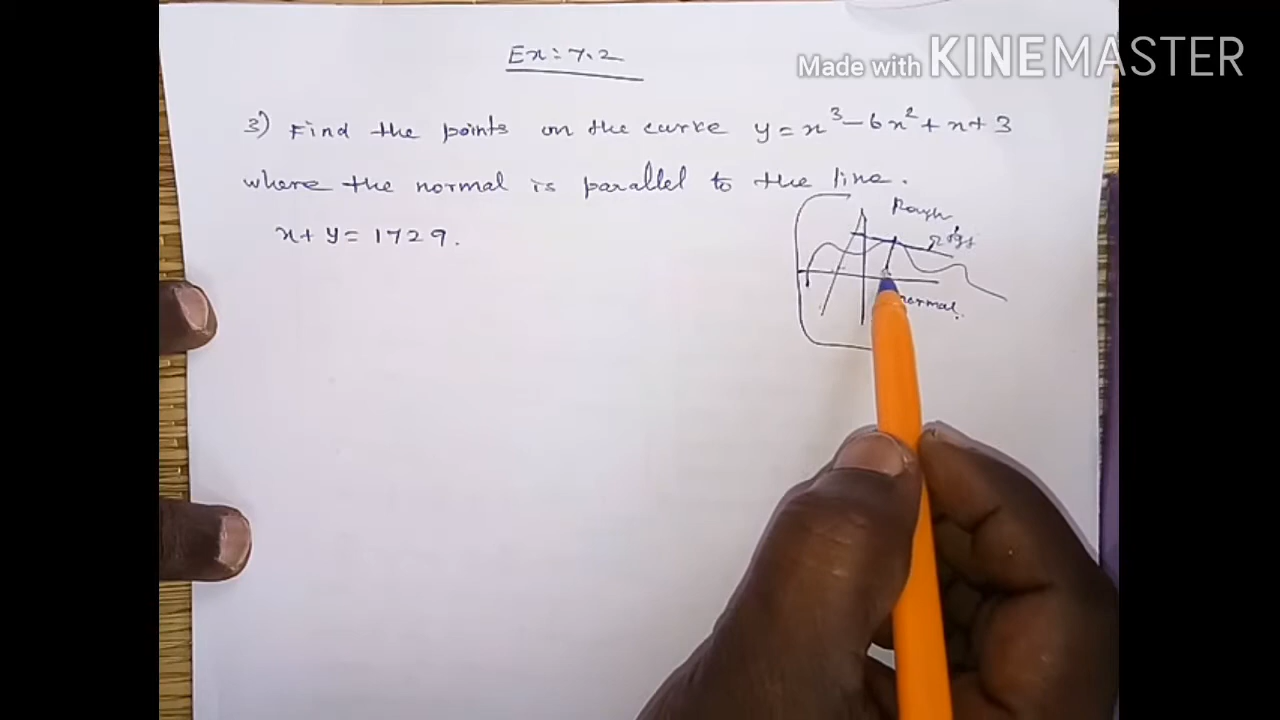 Made with KINEMASTER
Ex: 7.2
3) Find the points on the curve y = x³ - 6x² + x + 3
where the normal is parallel to the line.
x + y = 1729.
Rough
normal.